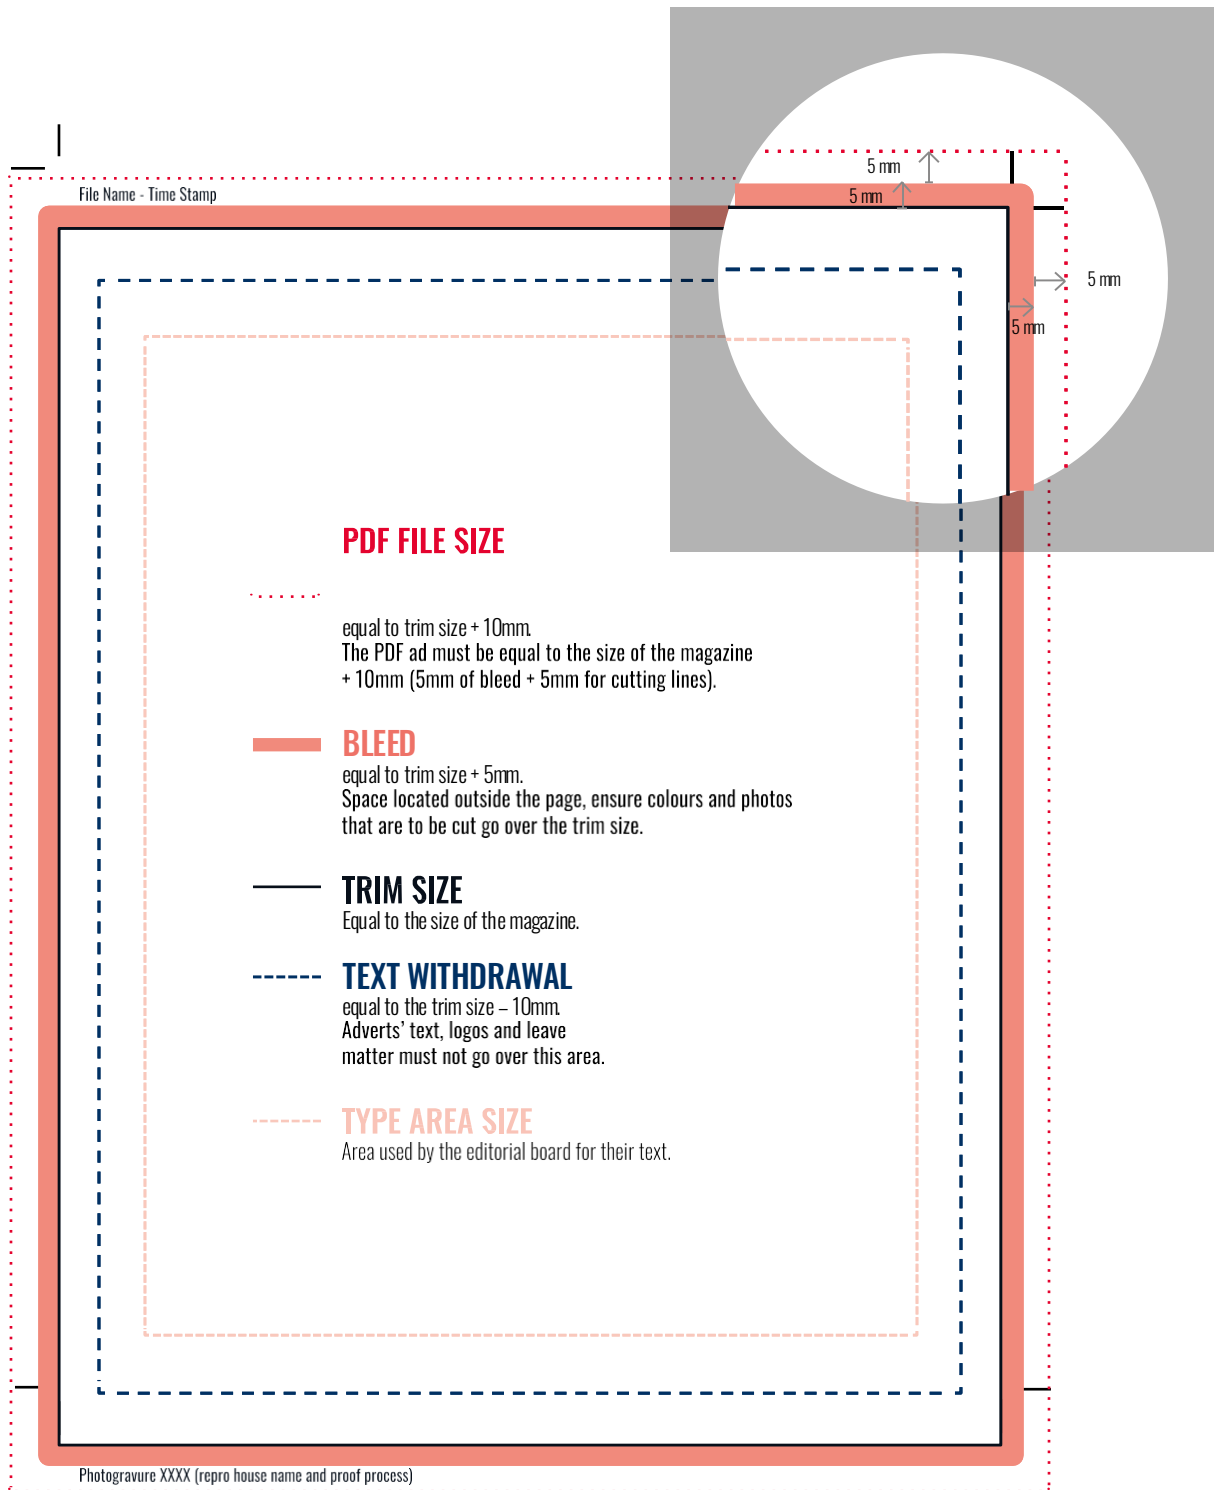 5 mm
5 mm
File Name - Time Stamp
5 mm
5 mm
PDF FILE SIZE
equal to trim size + 10mm.
The PDF ad must be equal to the size of the magazine
+ 10mm (5mm of bleed + 5mm for cutting lines).
BLEED
equal to trim size + 5mm.
Space located outside the page, ensure colours and photos
that are to be cut go over the trim size.
TRIM SIZE
Equal to the size of the magazine.
TEXT WITHDRAWAL
equal to the trim size – 10mm.
Adverts’ text, logos and leave
matter must not go over this area.
TYPE AREA SIZE
Area used by the editorial board for their text.
Photogravure XXXX (repro house name and proof process)